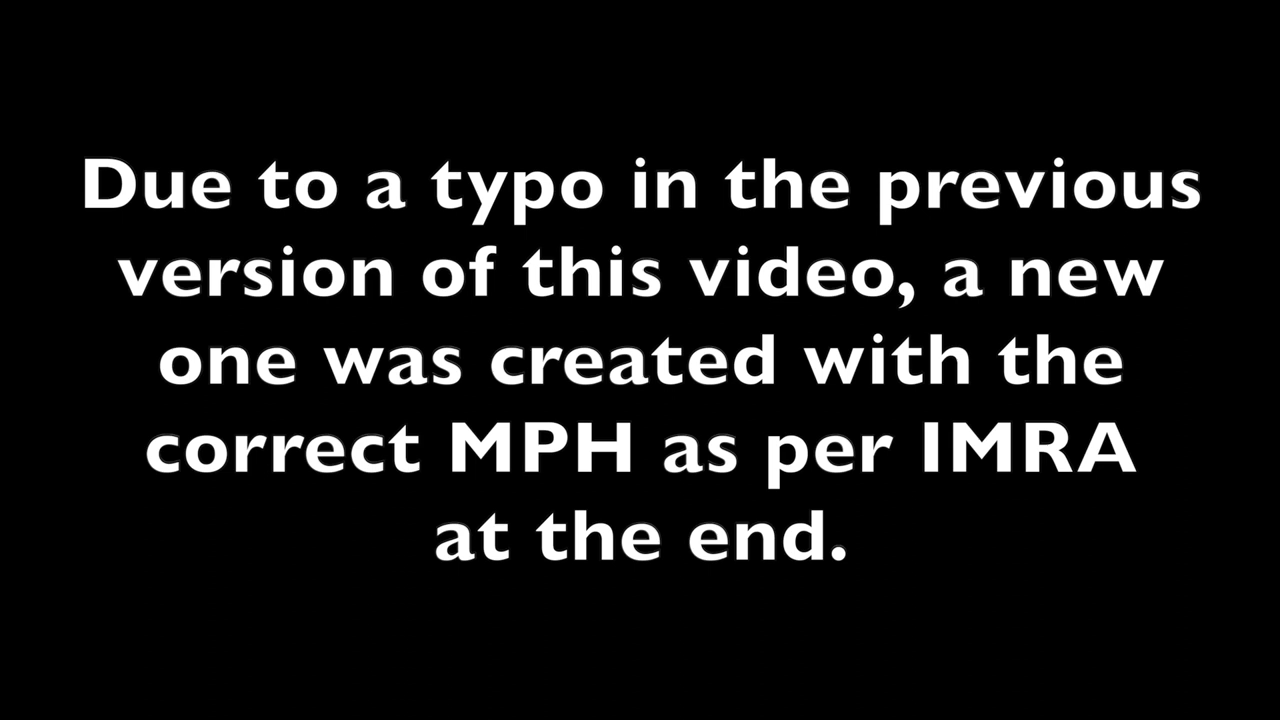 Due to a typo in the previous
version of this video, a new
one was created with the
correct MPH as per IMRA
at the end.